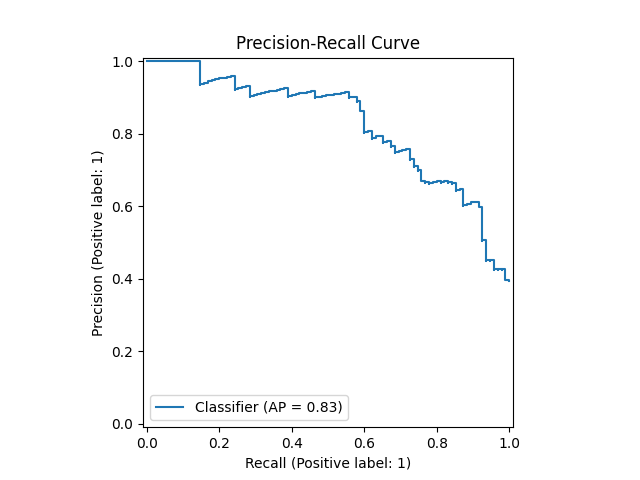 Precision-Recall Curve
1.0
0.8
0.6
0.4
0.2
0.0
Precision (Positive label: 1)
Classifier (AP = 0.83)
0.0 0.2 0.4 0.6 0.8 1.0
Recall (Positive label: 1)